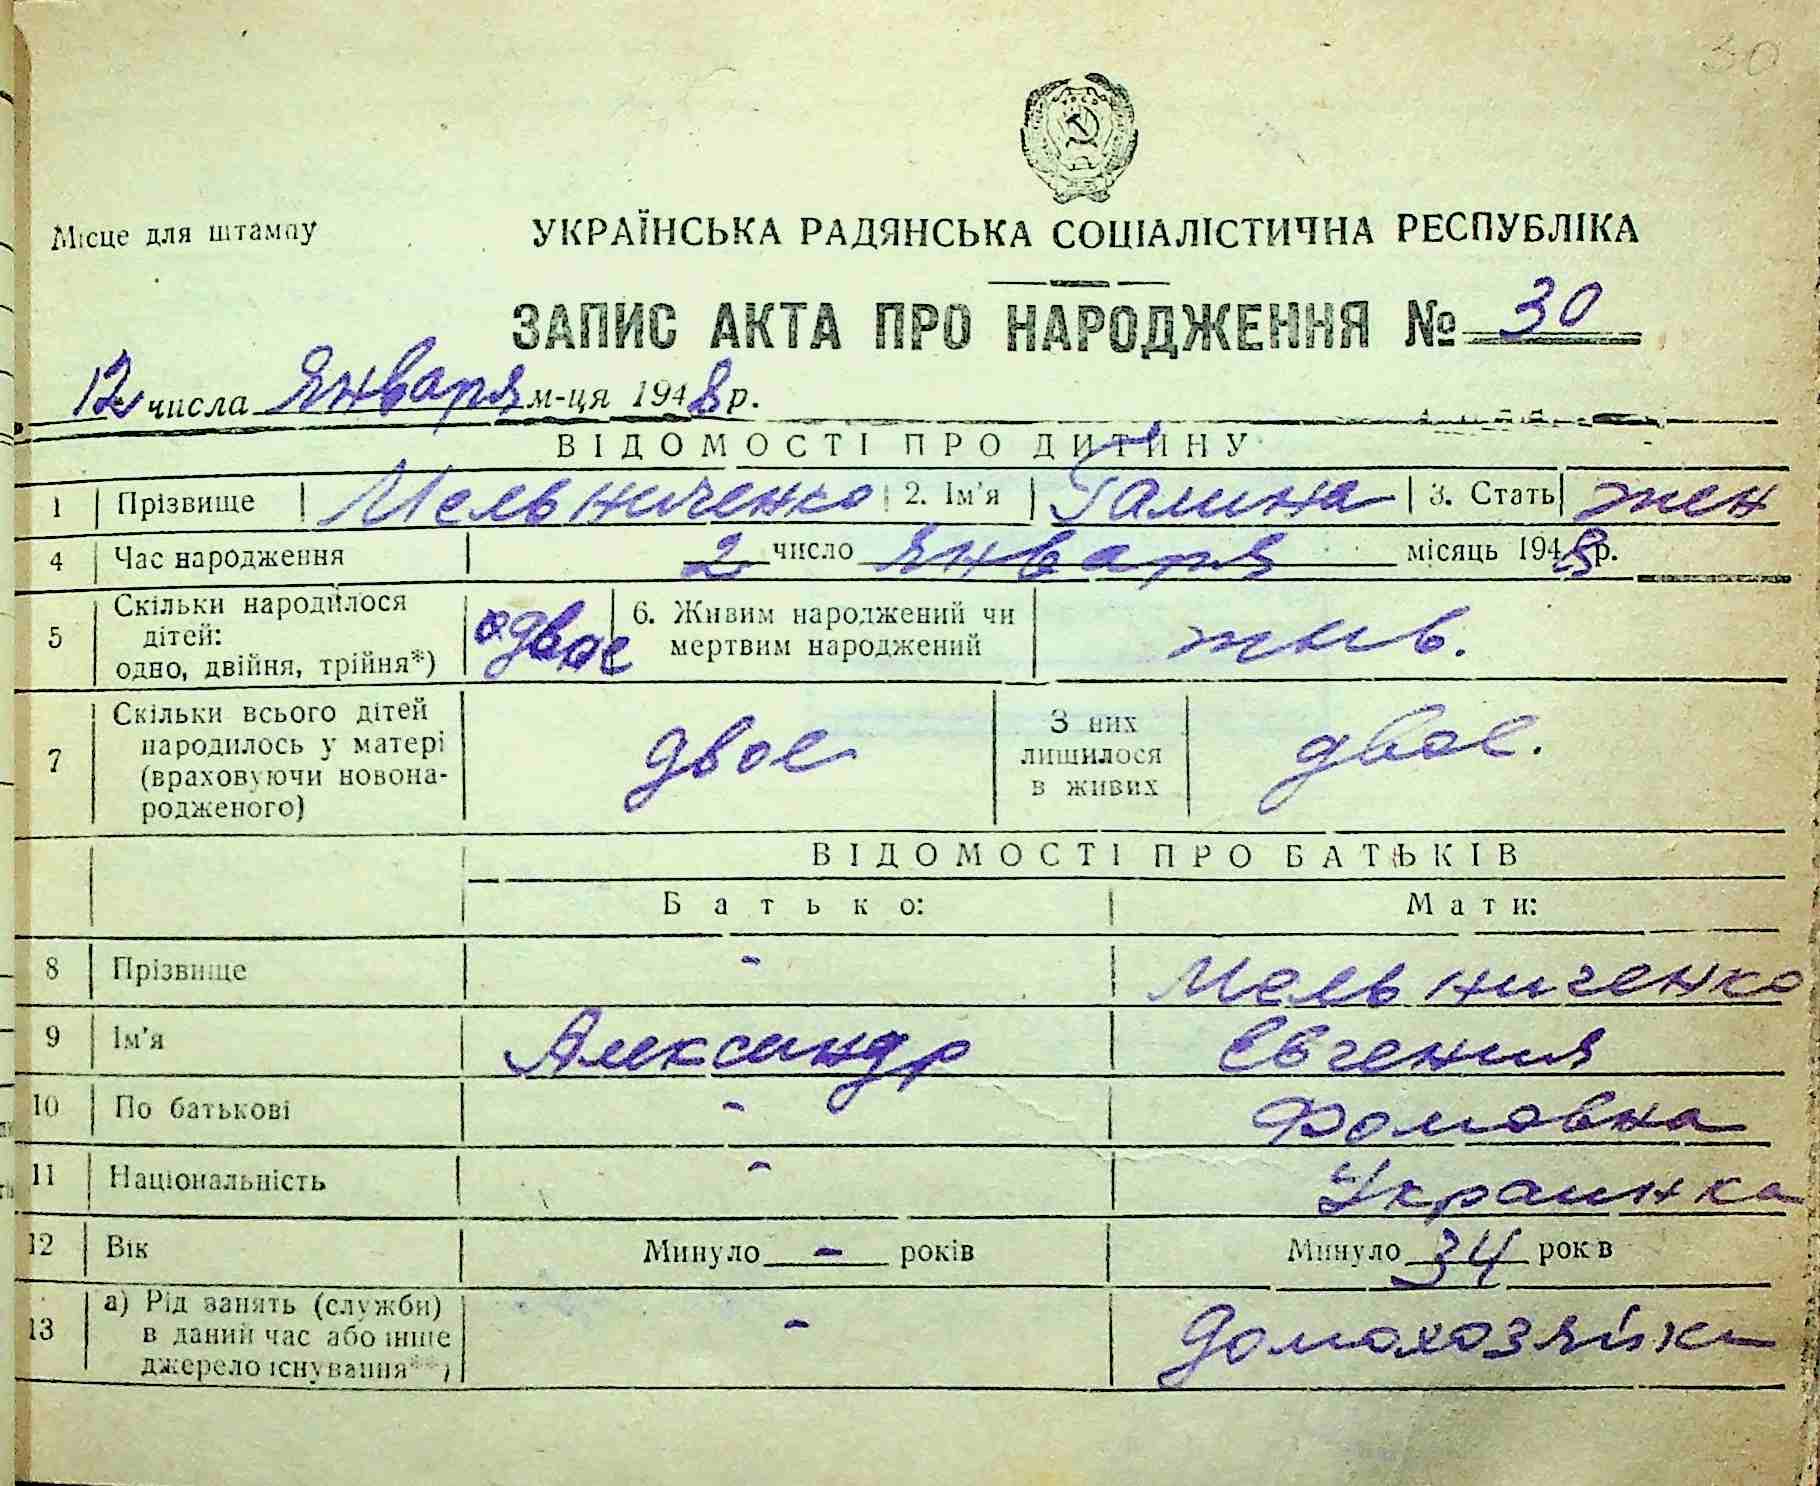 30
Місце для штампу
УКРАЇНСЬКА РАДЯНСЬКА СОЦІАЛІСТИЧНА РЕСПУБЛІКА
ЗАПИС АКТА ПРО НАРОДЖЕННЯ № 30
12 числа Января м-ця 1948 р.
ВІДОМОСТІ ПРО ДИТИНУ
1 Прізвище Мельниченко 2. Ім'я Галина 3. Стать жен
4 Час народження 2 число января місяць 1948 р.
5 Скільки народилося дітей: одно, двійня, трійня*) двое 6. Живим народжений чи мертвим народжений жив.
7 Скільки всього дітей народилось у матері (враховуючи новонародженого) двое З них лишилося в живих двое.
ВІДОМОСТІ ПРО БАТЬКІВ
Батько: Мати:
8 Прізвище - Мельниченко
9 Ім'я Александр Евгения
10 По батькові - Фомовна
11 Національність - Украинка
12 Вік Минуло - років Минуло 34 років
13 а) Рід занять (служби) в даний час або інше джерело існування**) - домохозяйка